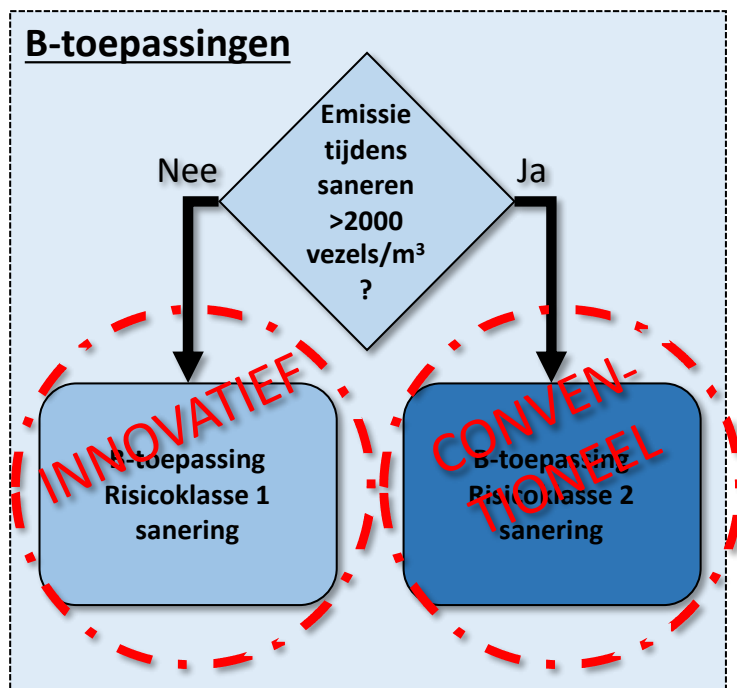 B-toepassingen
Emissie
tijdens
saneren
>2000
vezels/m³
?
Nee
Ja
INNOVATIEF
B-toepassing
Risicoklasse 1
sanering
CONVEN-
TIONEEL
B-toepassing
Risicoklasse 2
sanering